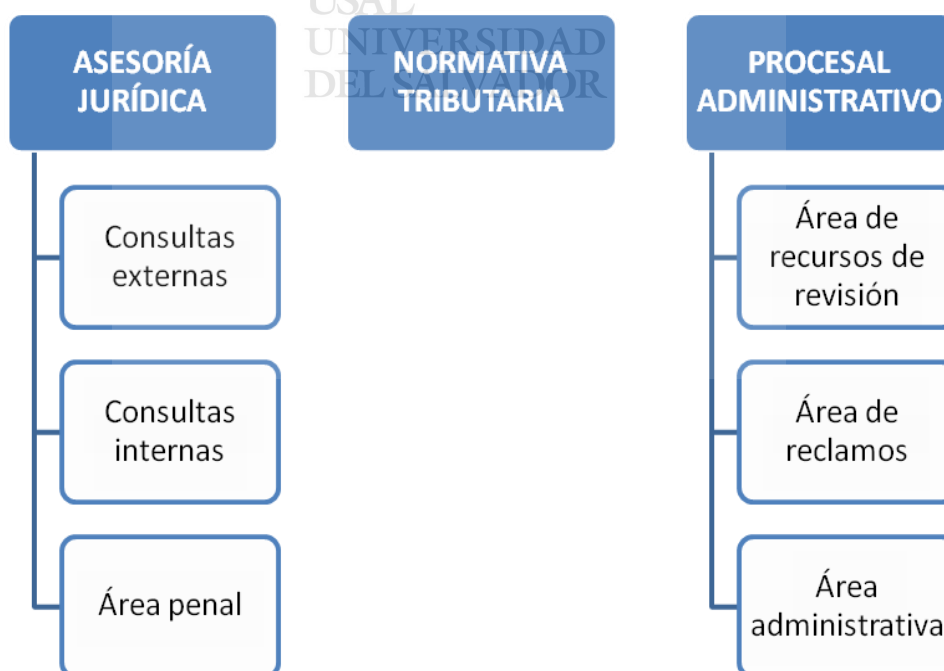 USAL
UNIVERSIDAD
DEL SALVADOR
ASESORÍA
JURÍDICA
Consultas
externas
Consultas
internas
Área penal
NORMATIVA
TRIBUTARIA
PROCESAL
ADMINISTRATIVO
Área de
recursos de
revisión
Área de
reclamos
Área
administrativa